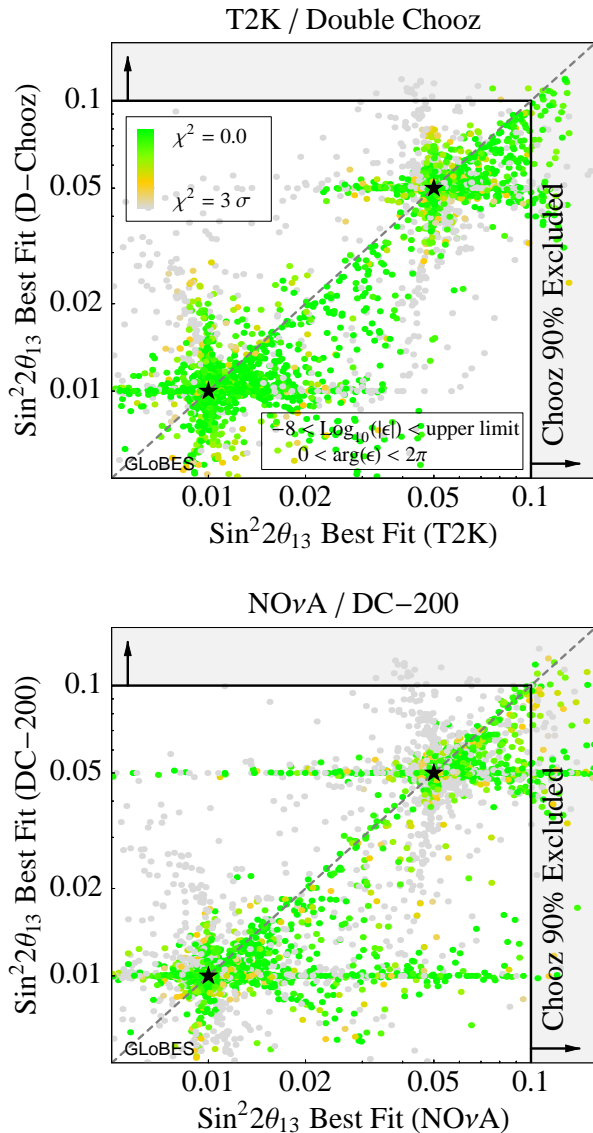 T2K / Double Chooz
Sin²2θ₁₃ Best Fit (D−Chooz)
0.1
0.05
0.02
0.01
χ² = 0.0
χ² = 3 σ
Chooz 90% Excluded
−8 < Log₁₀(|ϵ|) < upper limit
0 < arg(ϵ) < 2π
GLoBES
0.01 0.02 0.05 0.1
Sin²2θ₁₃ Best Fit (T2K)
NOνA / DC−200
Sin²2θ₁₃ Best Fit (DC−200)
0.1
0.05
0.02
0.01
Chooz 90% Excluded
GLoBES
0.01 0.02 0.05 0.1
Sin²2θ₁₃ Best Fit (NOνA)